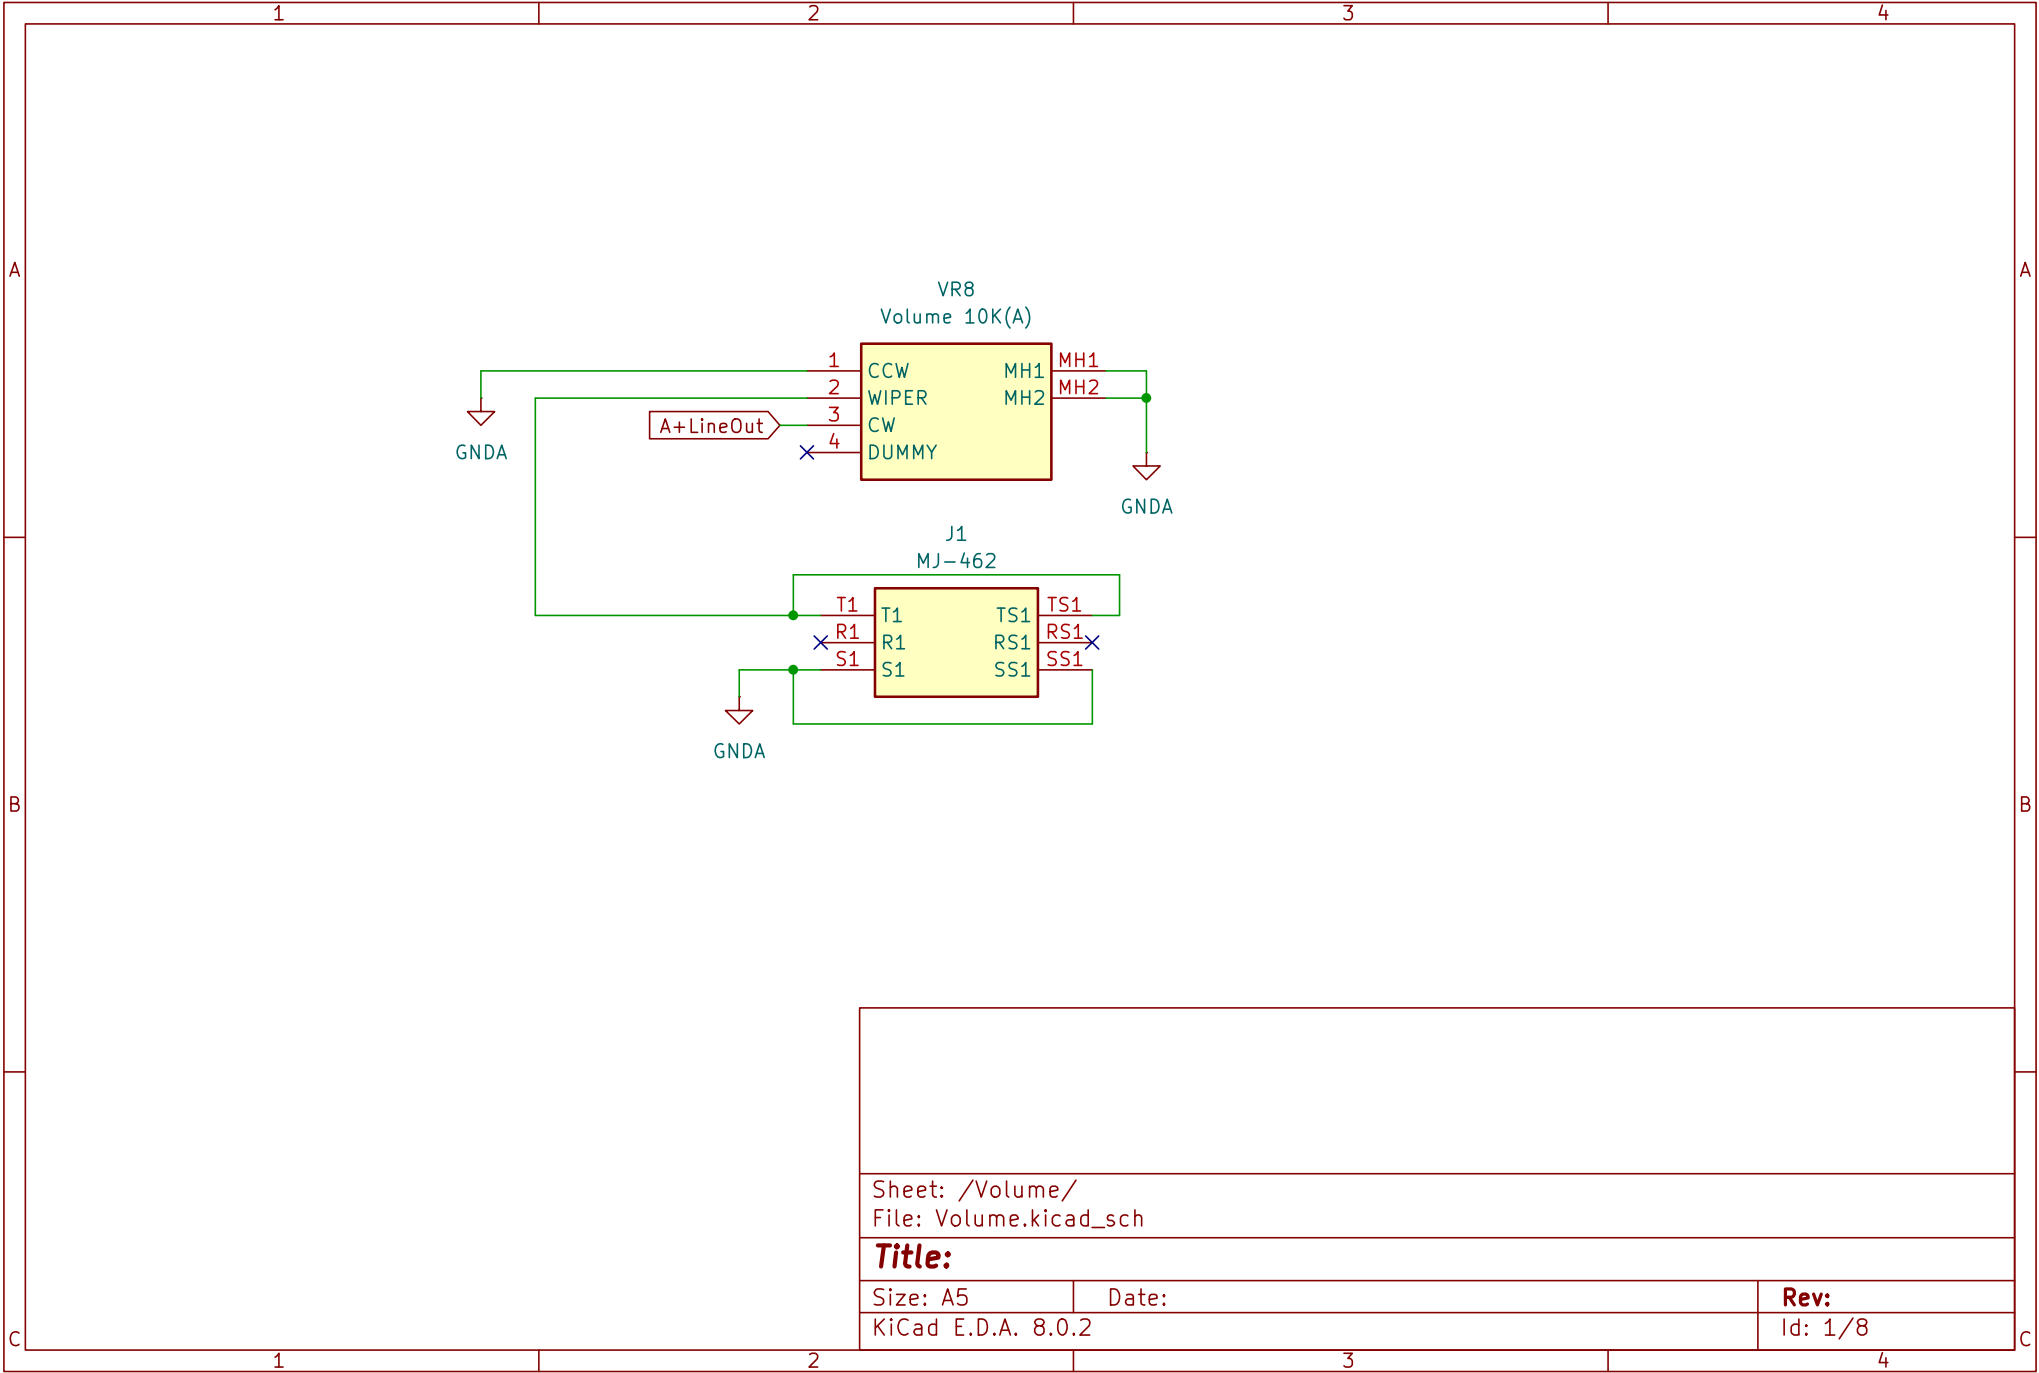 1 2 3 4
A A
VR8
Volume 10K(A)
1 CCW MH1 MH1
2 WIPER MH2 MH2
A+LineOut 3 CW
4 DUMMY
GNDA
GNDA
J1
MJ-462
T1 T1 TS1 TS1
R1 R1 RS1 RS1
S1 S1 SS1 SS1
GNDA
B B
Sheet: /Volume/
File: Volume.kicad_sch
Title:
Size: A5 Date: Rev:
KiCad E.D.A. 8.0.2 Id: 1/8
C C
1 2 3 4